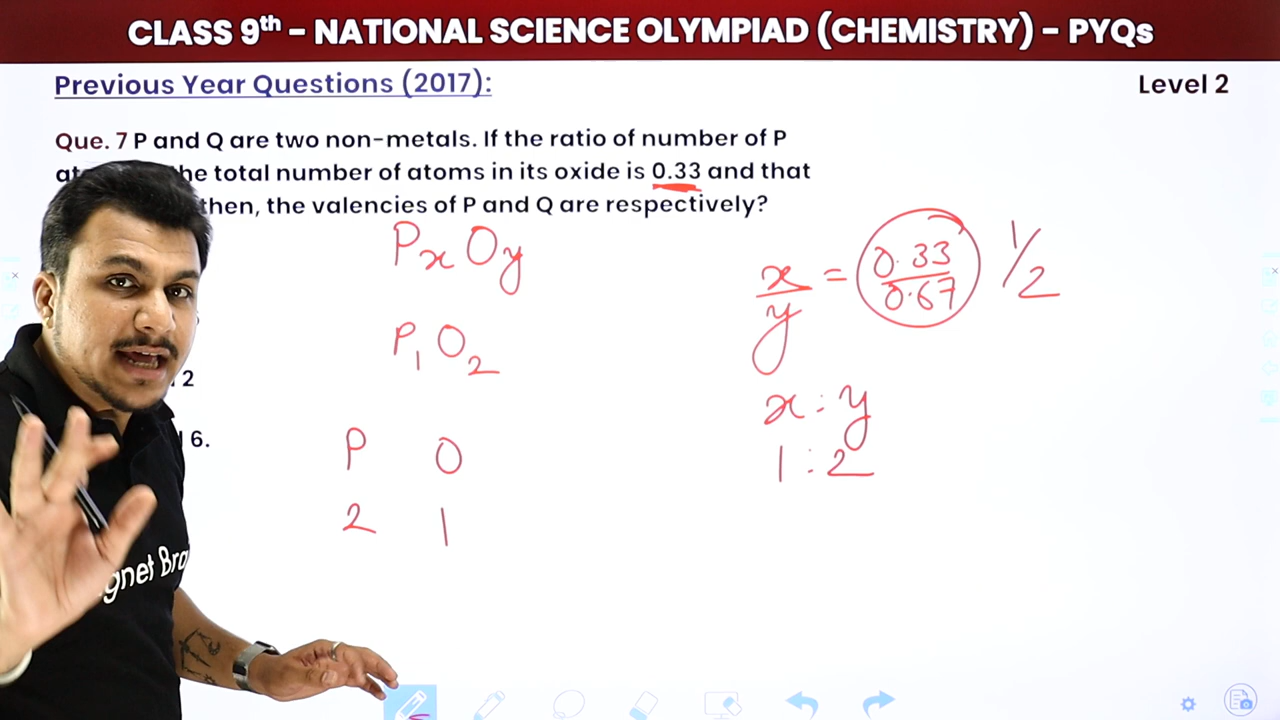 CLASS 9th – NATIONAL SCIENCE OLYMPIAD (CHEMISTRY) – PYQs
Previous Year Questions (2017):
Level 2
Que. 7 P and Q are two non-metals. If the ratio of number of P
he total number of atoms in its oxide is 0.33 and that
then, the valencies of P and Q are respectively?
PxOy
x/y = 0.33/0.67 1/2
P1O2
2
x : y
6.
P O
1 : 2
2 1
gnet Bra